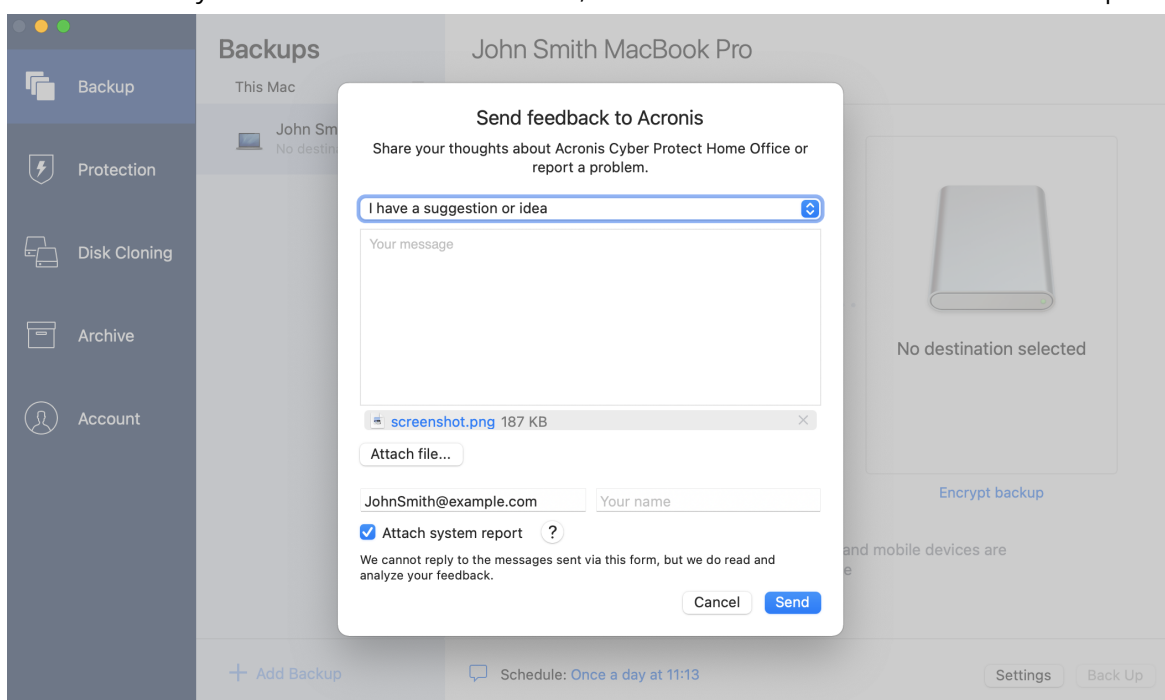 Backups
John Smith MacBook Pro
Backup
This Mac
John Sm
No destin
Protection
Disk Cloning
Archive
Account
Send feedback to Acronis
Share your thoughts about Acronis Cyber Protect Home Office or
report a problem.
I have a suggestion or idea
Your message
screenshot.png 187 KB
Attach file...
JohnSmith@example.com
Your name
Attach system report ?
We cannot reply to the messages sent via this form, but we do read and
analyze your feedback.
Cancel
Send
No destination selected
Encrypt backup
and mobile devices are
e
Add Backup
Schedule: Once a day at 11:13
Settings
Back Up